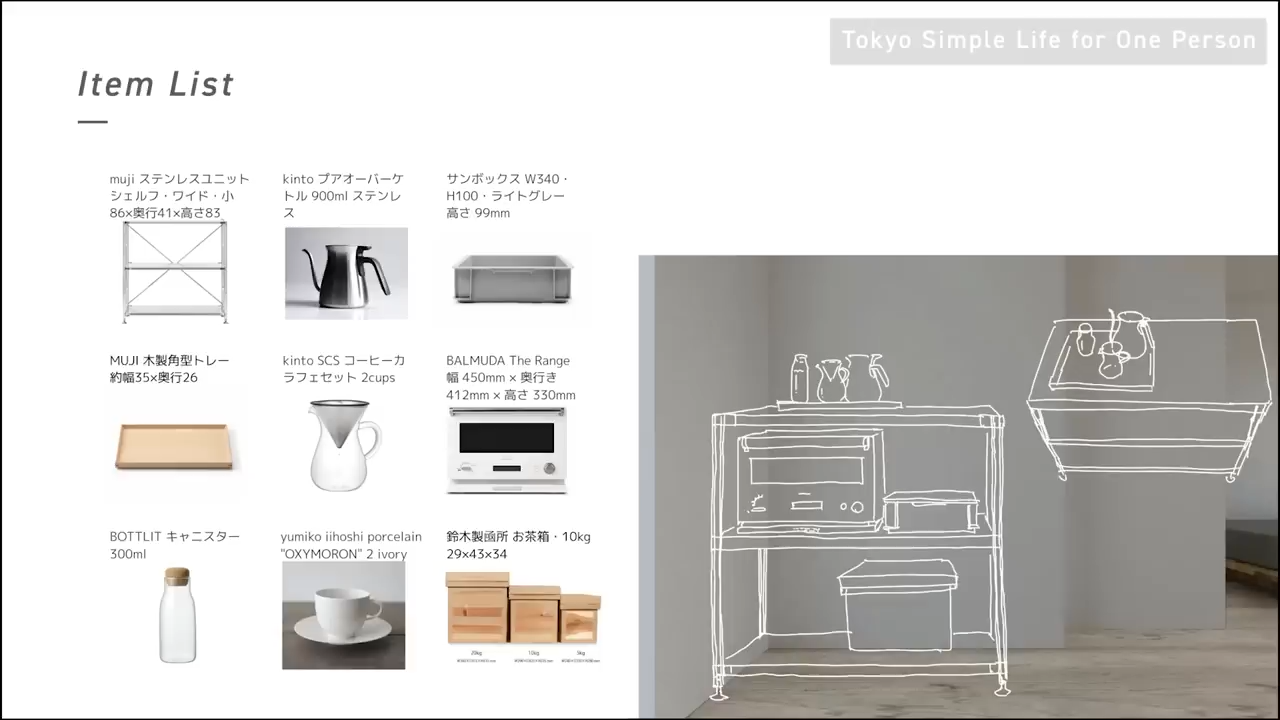 Tokyo Simple Life for One Person
Item List
muji ステンレスユニット
シェルフ・ワイド・小
86×奥行41×高さ83
kinto プアオーバーケ
トル 900ml ステンレ
ス
サンボックス W340・
H100・ライトグレー
高さ 99mm
MUJI 木製角型トレー
約幅35×奥行26
kinto SCS コーヒーカ
ラフェセット 2cups
BALMUDA The Range
幅 450mm × 奥行き
412mm × 高さ 330mm
BOTTLIT キャニスター
300ml
yumiko iihoshi porcelain
"OXYMORON" 2 ivory
鈴木製函所 お茶箱・10kg
29×43×34
20kg
10kg
5kg